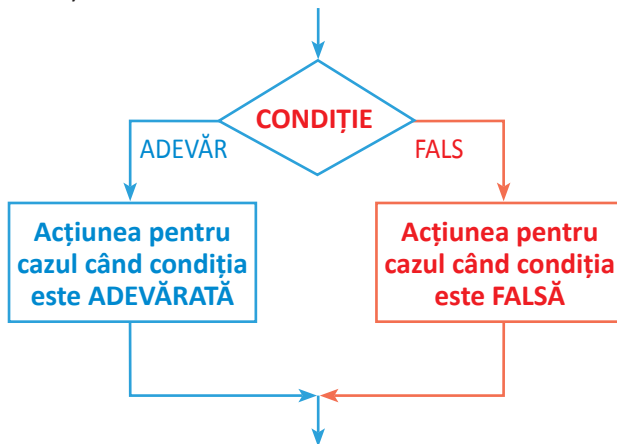 CONDIȚIE
ADEVĂR
FALS
Acțiunea pentru
cazul când condiția
este ADEVĂRATĂ
Acțiunea pentru
cazul când condiția
este FALSĂ